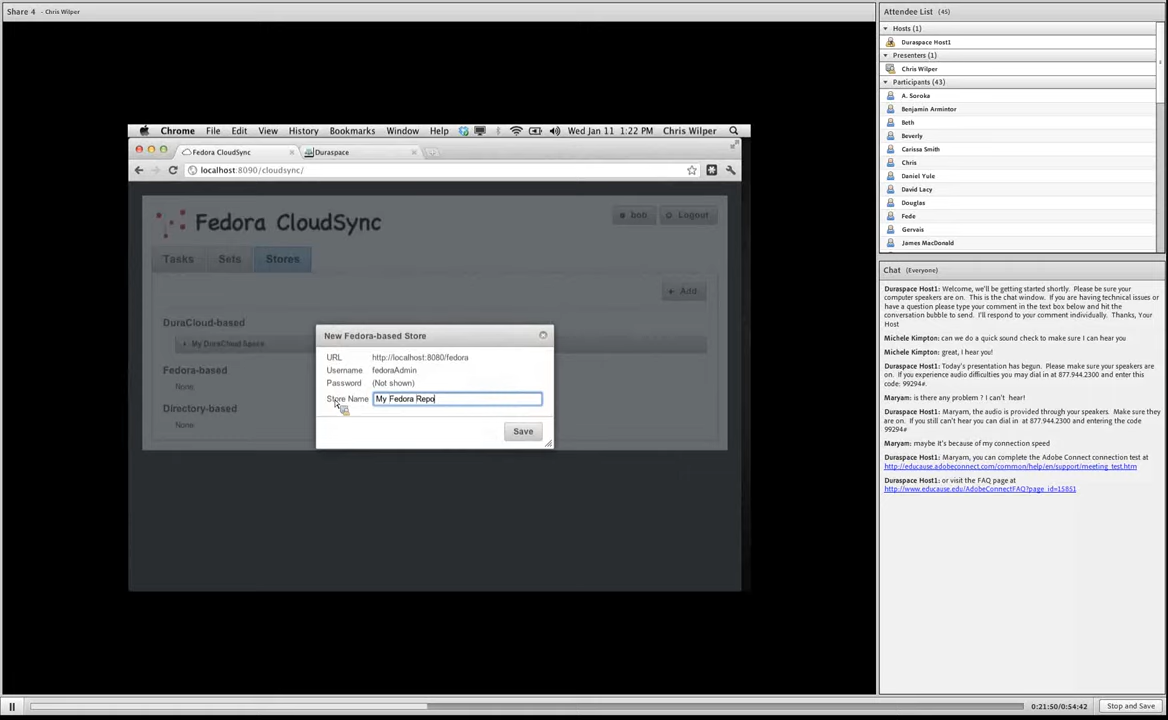 Share 4 - Chris Wilper
Chrome File Edit View History Bookmarks Window Help Wed Jan 11 1:22 PM Chris Wilper
Fedora CloudSync Duraspace
localhost:8090/cloudsync/
Fedora CloudSync
bob Logout
Tasks Sets Stores
+ Add
DuraCloud-based
My DuraCloud Space
Fedora-based
None
Directory-based
None
New Fedora-based Store
URL http://localhost:8080/fedora
Username fedoraAdmin
Password (Not shown)
Store Name My Fedora Repo
Save
Attendee List (45)
Hosts (1)
Duraspace Host1
Presenters (1)
Chris Wilper
Participants (43)
A. Soroka
Benjamin Armintor
Beth
Beverly
Carissa Smith
Chris
Daniel Yule
David Lacy
Douglas
Fede
Gervais
James MacDonald
Chat (Everyone)
Duraspace Host1: Welcome, we'll be getting started shortly. Please be sure your
computer speakers are on. This is the chat window. If you are having technical issues or
have a question please type your comment in the text box below and hit the
conversation bubble to send. I'll respond to your comment individually. Thanks, Your
Host
Michele Kimpton: can we do a quick sound check to make sure I can hear you
Michele Kimpton: great, I hear you!
Duraspace Host1: Today's presentation has begun. Please make sure your speakers are
on. If you experience audio difficulties you may dial in at 877.944.2300 and enter this
code: 99294#.
Maryam: is there any problem ? I can't hear!
Duraspace Host1: Maryam, the audio is provided through your speakers. Make sure they
are on. If you still can't hear you can dial in at 877.944.2300 and entering the code
99294#
Maryam: maybe it's because of my connection speed
Duraspace Host1: Maryam, you can complete the Adobe Connect connection test at
http://educause.adobeconnect.com/common/help/en/support/meeting_test.htm
Duraspace Host1: or visit the FAQ page at
http://www.educause.edu/AdobeConnectFAQ?page_id=15851
0:21:50/0:54:42 Stop and Save